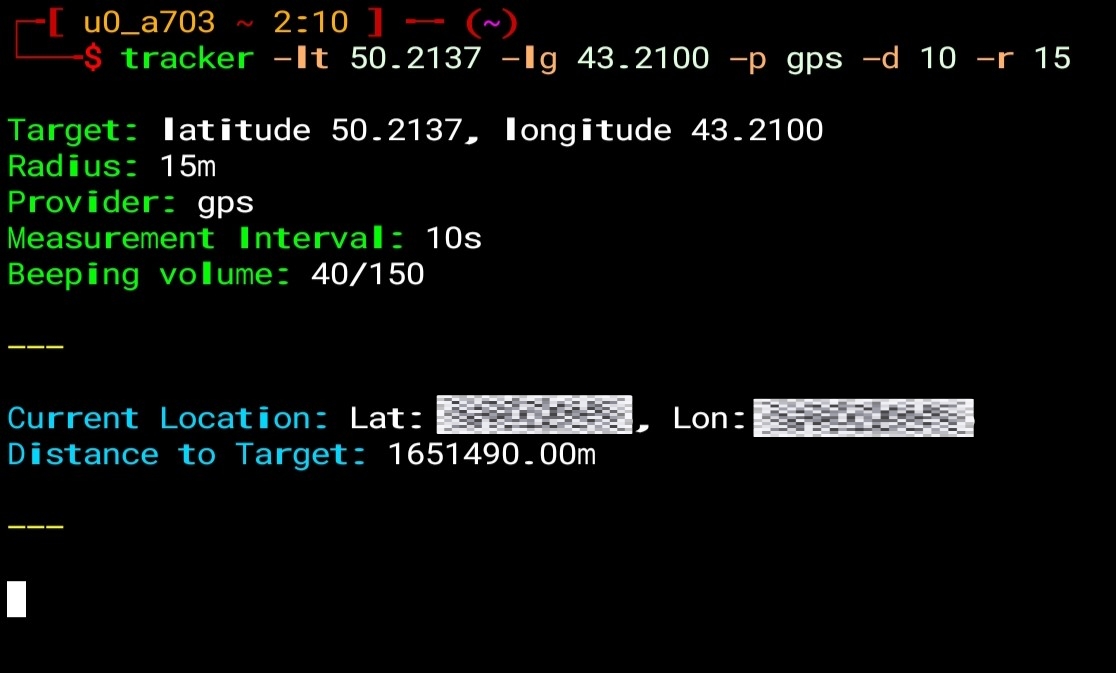 [ u0_a703 ~ 2:10 ] — (~)
$ tracker -lt 50.2137 -lg 43.2100 -p gps -d 10 -r 15
Target: latitude 50.2137, longitude 43.2100
Radius: 15m
Provider: gps
Measurement Interval: 10s
Beeping volume: 40/150
---
Current Location: Lat: , Lon:
Distance to Target: 1651490.00m
---